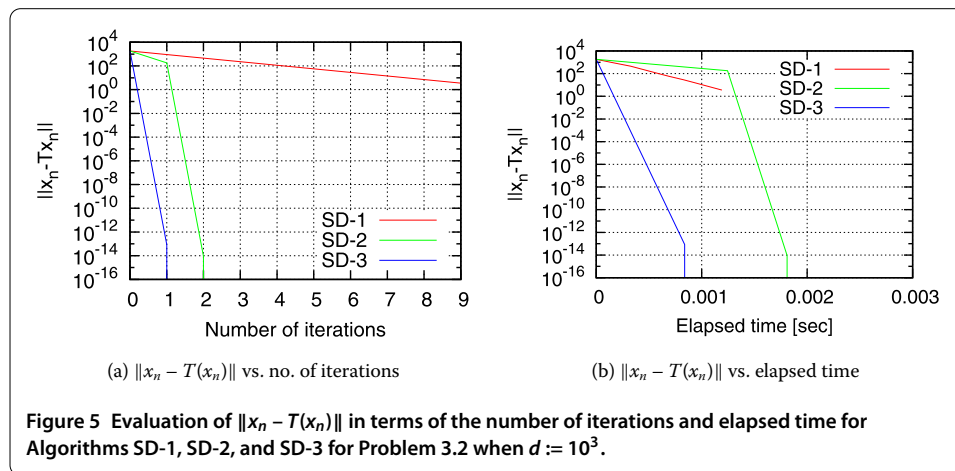 10^4
10^2
10^0
10^-2
10^-4
10^-6
10^-8
10^-10
10^-12
10^-14
10^-16
||x_n-Tx_n||
SD-1
SD-2
SD-3
0 1 2 3 4 5 6 7 8 9
Number of iterations
(a) ‖x_n – T(x_n)‖ vs. no. of iterations
10^4
10^2
10^0
10^-2
10^-4
10^-6
10^-8
10^-10
10^-12
10^-14
10^-16
||x_n-Tx_n||
SD-1
SD-2
SD-3
0 0.001 0.002 0.003
Elapsed time [sec]
(b) ‖x_n – T(x_n)‖ vs. elapsed time
Figure 5 Evaluation of ‖x_n – T(x_n)‖ in terms of the number of iterations and elapsed time for
Algorithms SD-1, SD-2, and SD-3 for Problem 3.2 when d := 10^3.